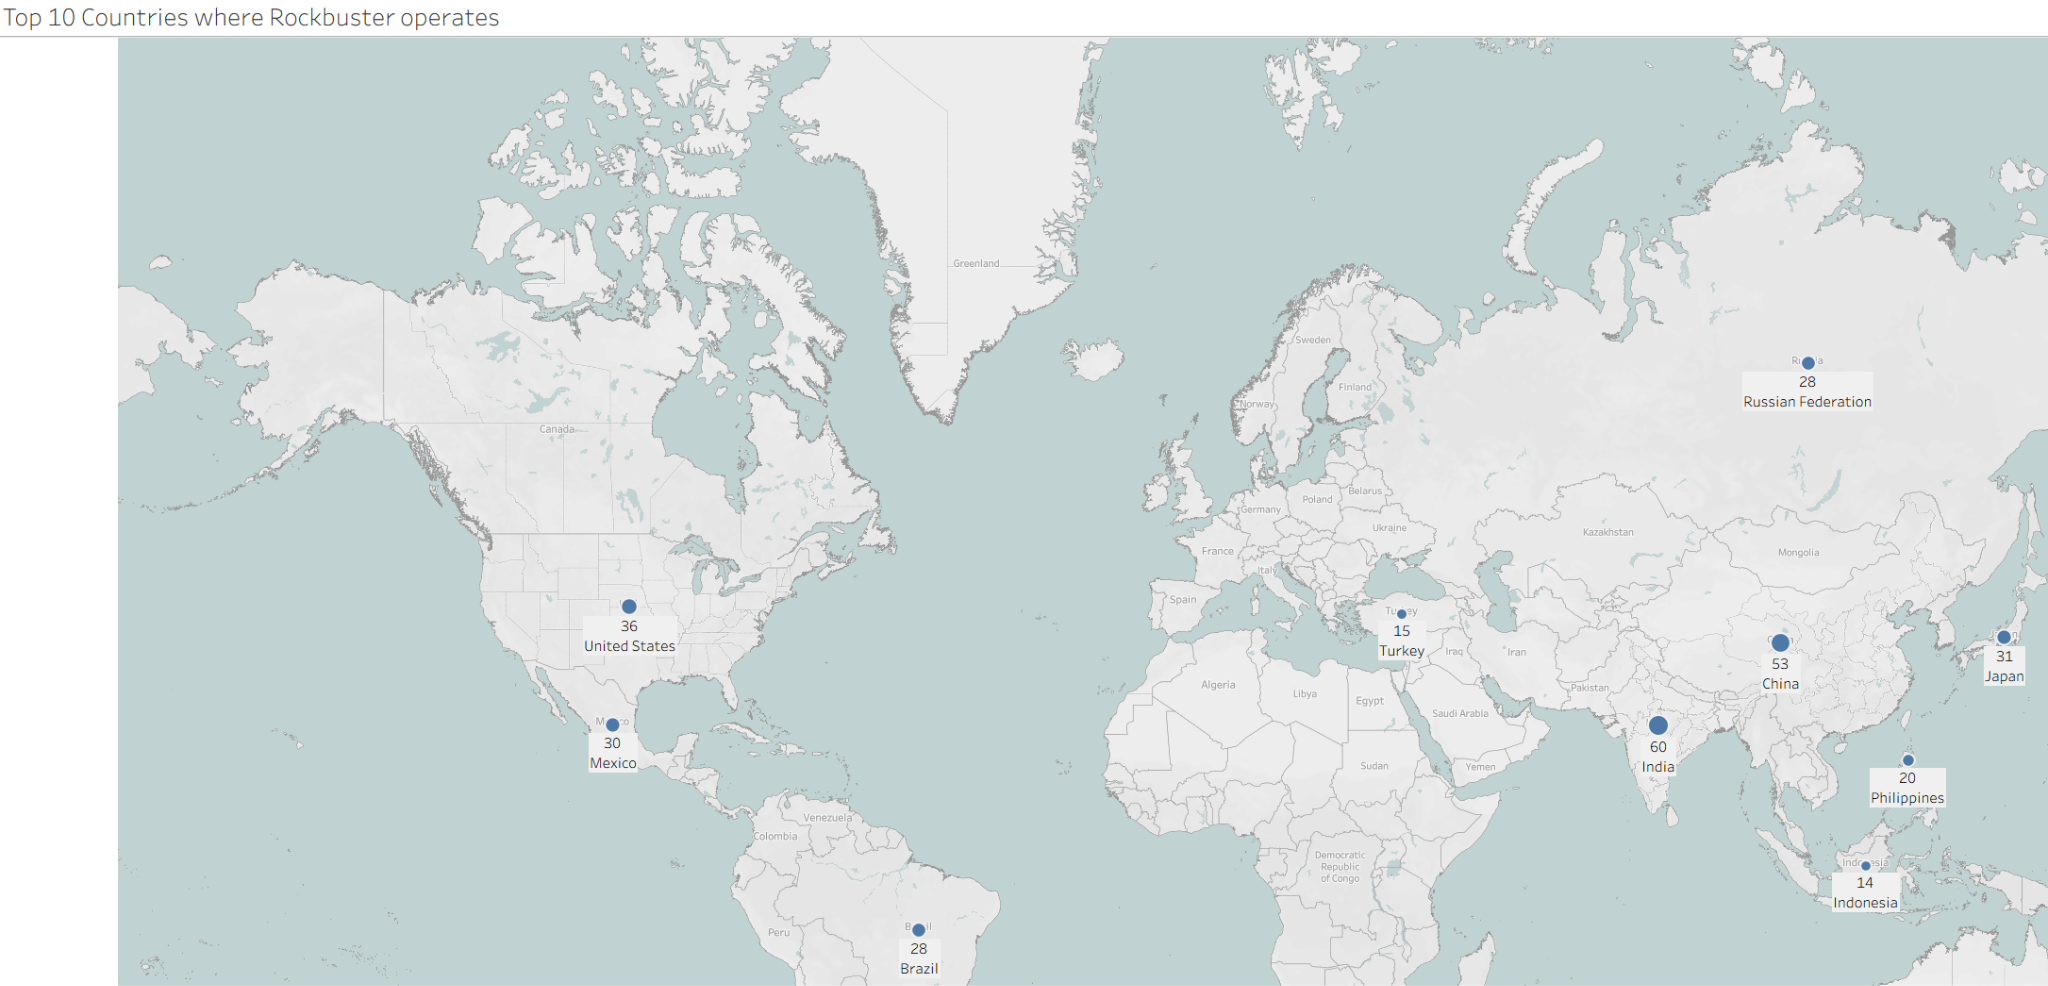 Top 10 Countries where Rockbuster operates
Greenland
Sweden
Finland
Norway
28
Russian Federation
Canada
Belarus
Poland
Germany
Ukraine
Kazakhstan
France
Mongolia
Italy
Spain
36
United States
15
Turkey
Iraq
Iran
53
China
31
Japan
Algeria
Libya
Egypt
Pakistan
Saudi Arabia
30
Mexico
60
India
Sudan
Yemen
20
Philippines
Venezuela
Colombia
Democratic
Republic
of Congo
14
Indonesia
Peru
28
Brazil